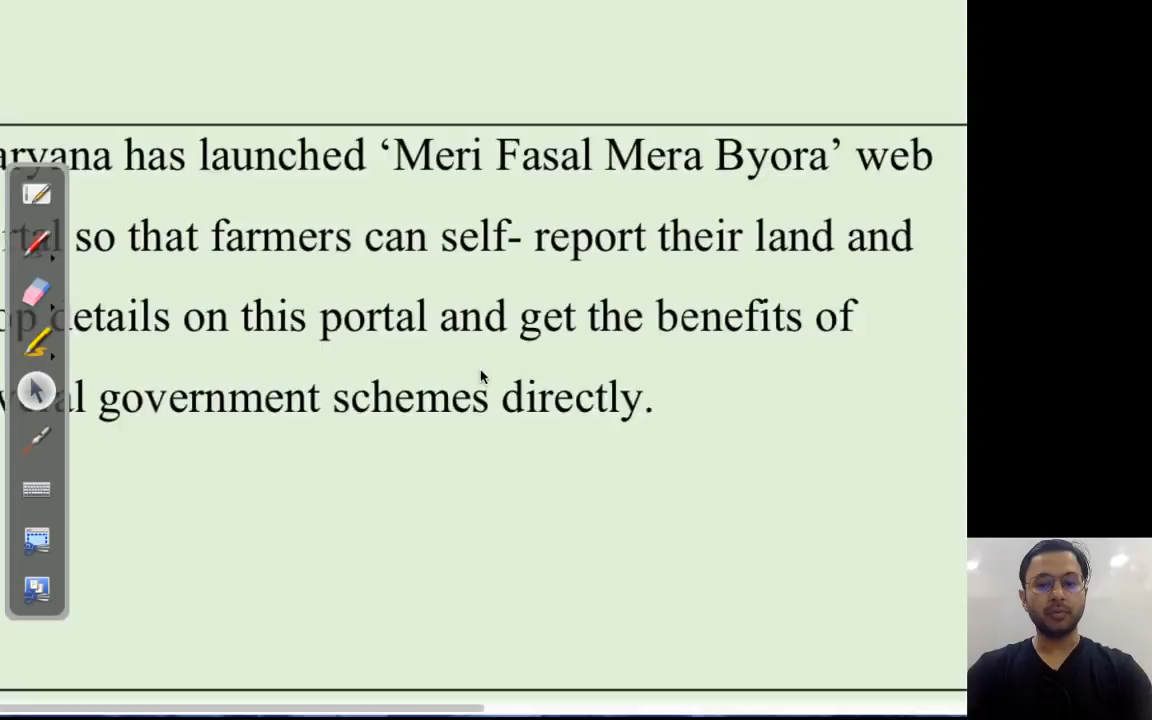 has launched ‘Meri Fasal Mera Byora’ web
so that farmers can self- report their land and
details on this portal and get the benefits of
government schemes directly.